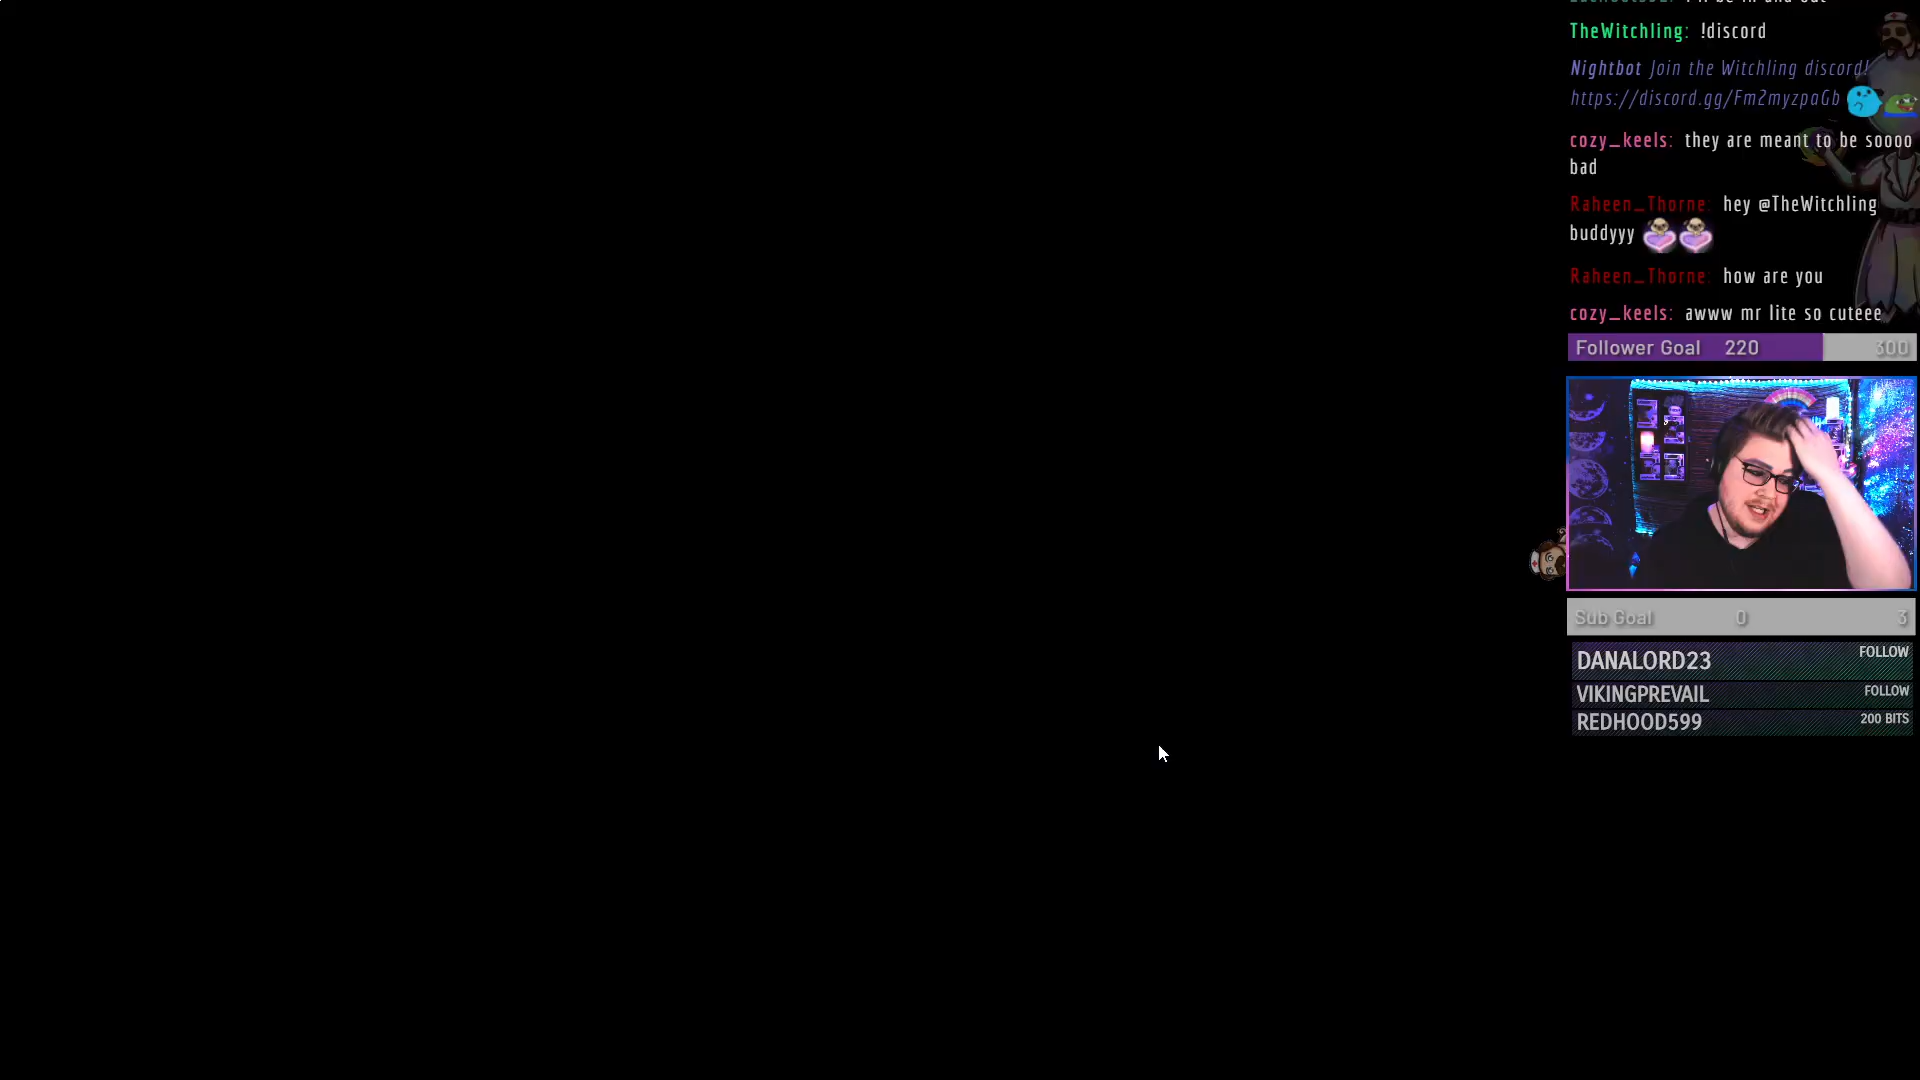 TheWitchling: !discord
Nightbot Join the Witchling discord!
https://discord.gg/Fm2myzpaGb
cozy_keels: they are meant to be soooo
bad
Raheen_Thorne: hey @TheWitchling
buddyyy
Raheen_Thorne: how are you
cozy_keels: awww mr lite so cuteee
Follower Goal 220 300
Sub Goal 0 3
DANALORD23 FOLLOW
VIKINGPREVAIL FOLLOW
REDHOOD599 200 BITS